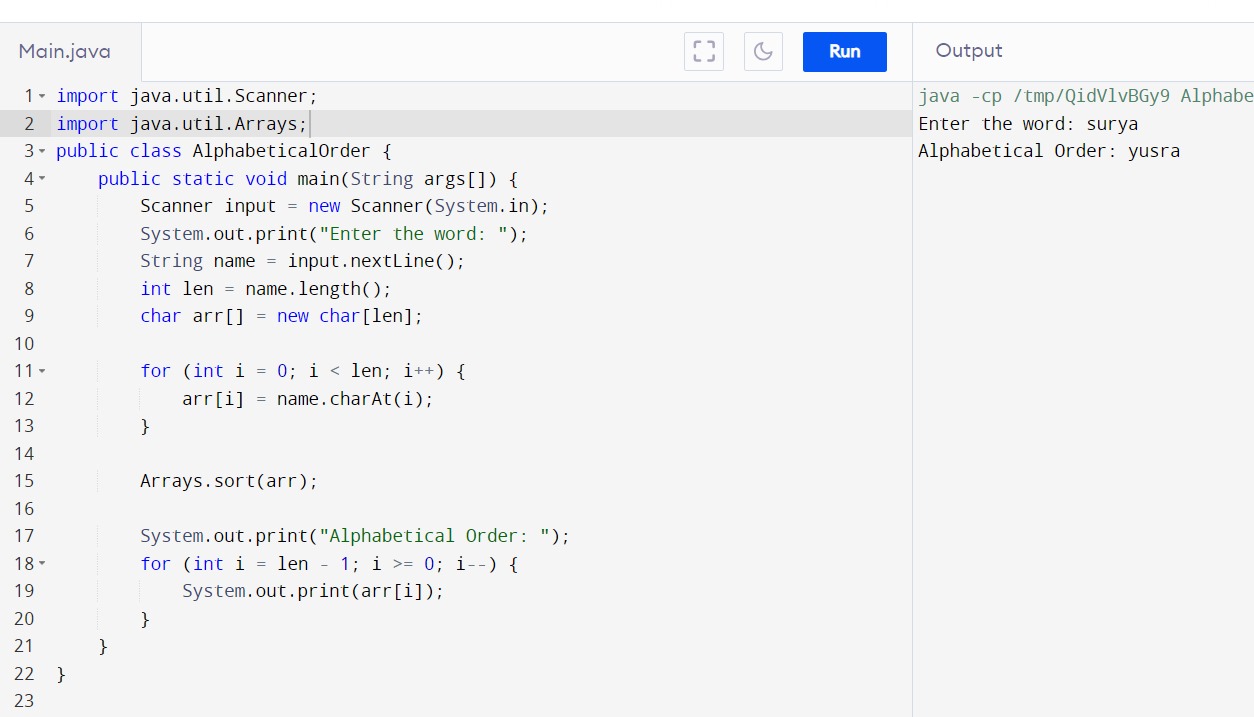 Main.java
Run
Output
1 import java.util.Scanner;
2 import java.util.Arrays;
3 public class AlphabeticalOrder {
4     public static void main(String args[]) {
5         Scanner input = new Scanner(System.in);
6         System.out.print("Enter the word: ");
7         String name = input.nextLine();
8         int len = name.length();
9         char arr[] = new char[len];
10
11         for (int i = 0; i < len; i++) {
12             arr[i] = name.charAt(i);
13         }
14
15         Arrays.sort(arr);
16
17         System.out.print("Alphabetical Order: ");
18         for (int i = len - 1; i >= 0; i--) {
19             System.out.print(arr[i]);
20         }
21     }
22 }
23
java -cp /tmp/QidVlvBGy9 Alphabe
Enter the word: surya
Alphabetical Order: yusra